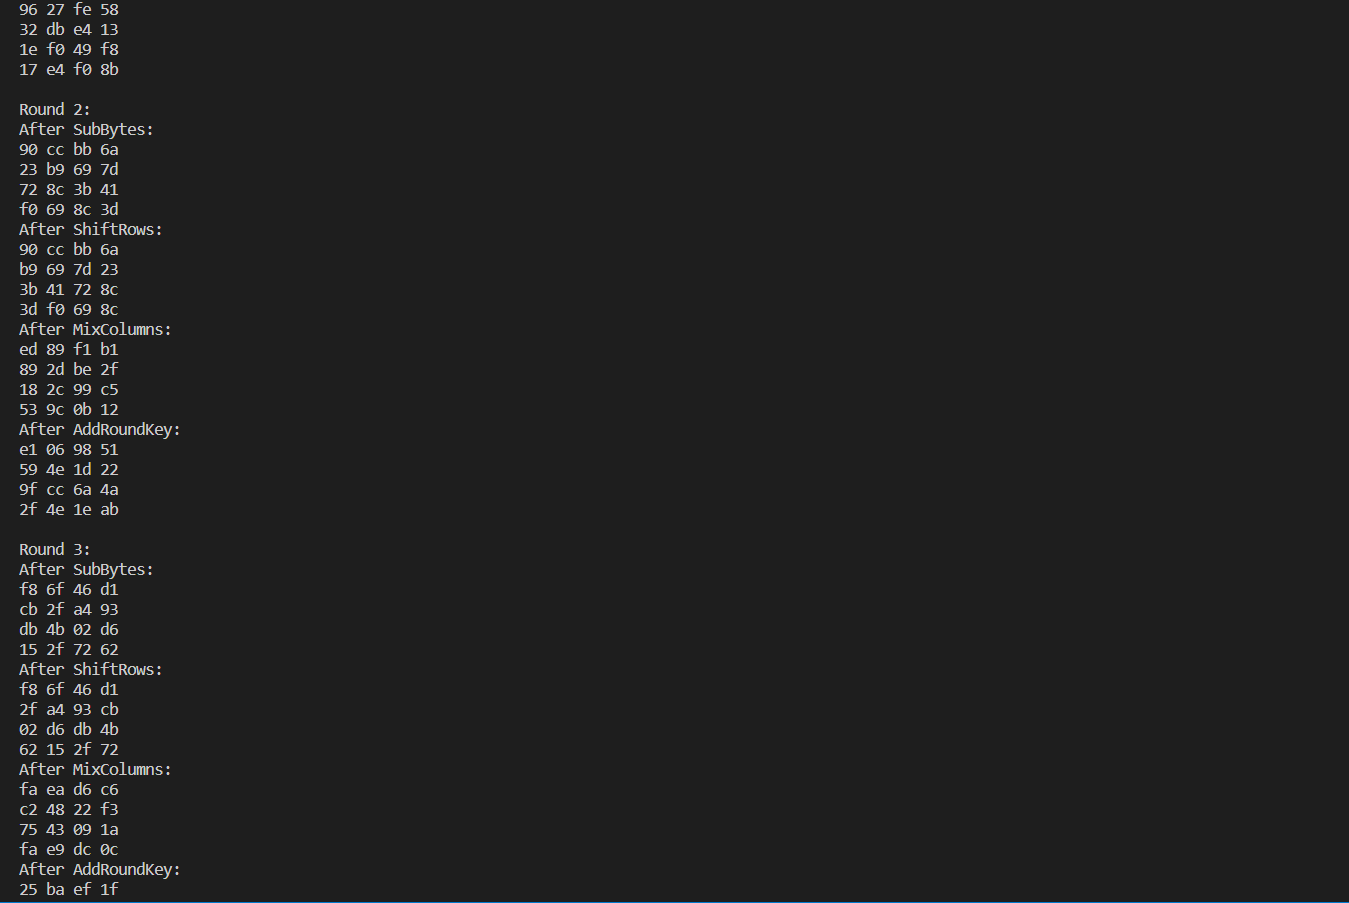 96 27 fe 58
32 db e4 13
1e f0 49 f8
17 e4 f0 8b
Round 2:
After SubBytes:
90 cc bb 6a
23 b9 69 7d
72 8c 3b 41
f0 69 8c 3d
After ShiftRows:
90 cc bb 6a
b9 69 7d 23
3b 41 72 8c
3d f0 69 8c
After MixColumns:
ed 89 f1 b1
89 2d be 2f
18 2c 99 c5
53 9c 0b 12
After AddRoundKey:
e1 06 98 51
59 4e 1d 22
9f cc 6a 4a
2f 4e 1e ab
Round 3:
After SubBytes:
f8 6f 46 d1
cb 2f a4 93
db 4b 02 d6
15 2f 72 62
After ShiftRows:
f8 6f 46 d1
2f a4 93 cb
02 d6 db 4b
62 15 2f 72
After MixColumns:
fa ea d6 c6
c2 48 22 f3
75 43 09 1a
fa e9 dc 0c
After AddRoundKey:
25 ba ef 1f